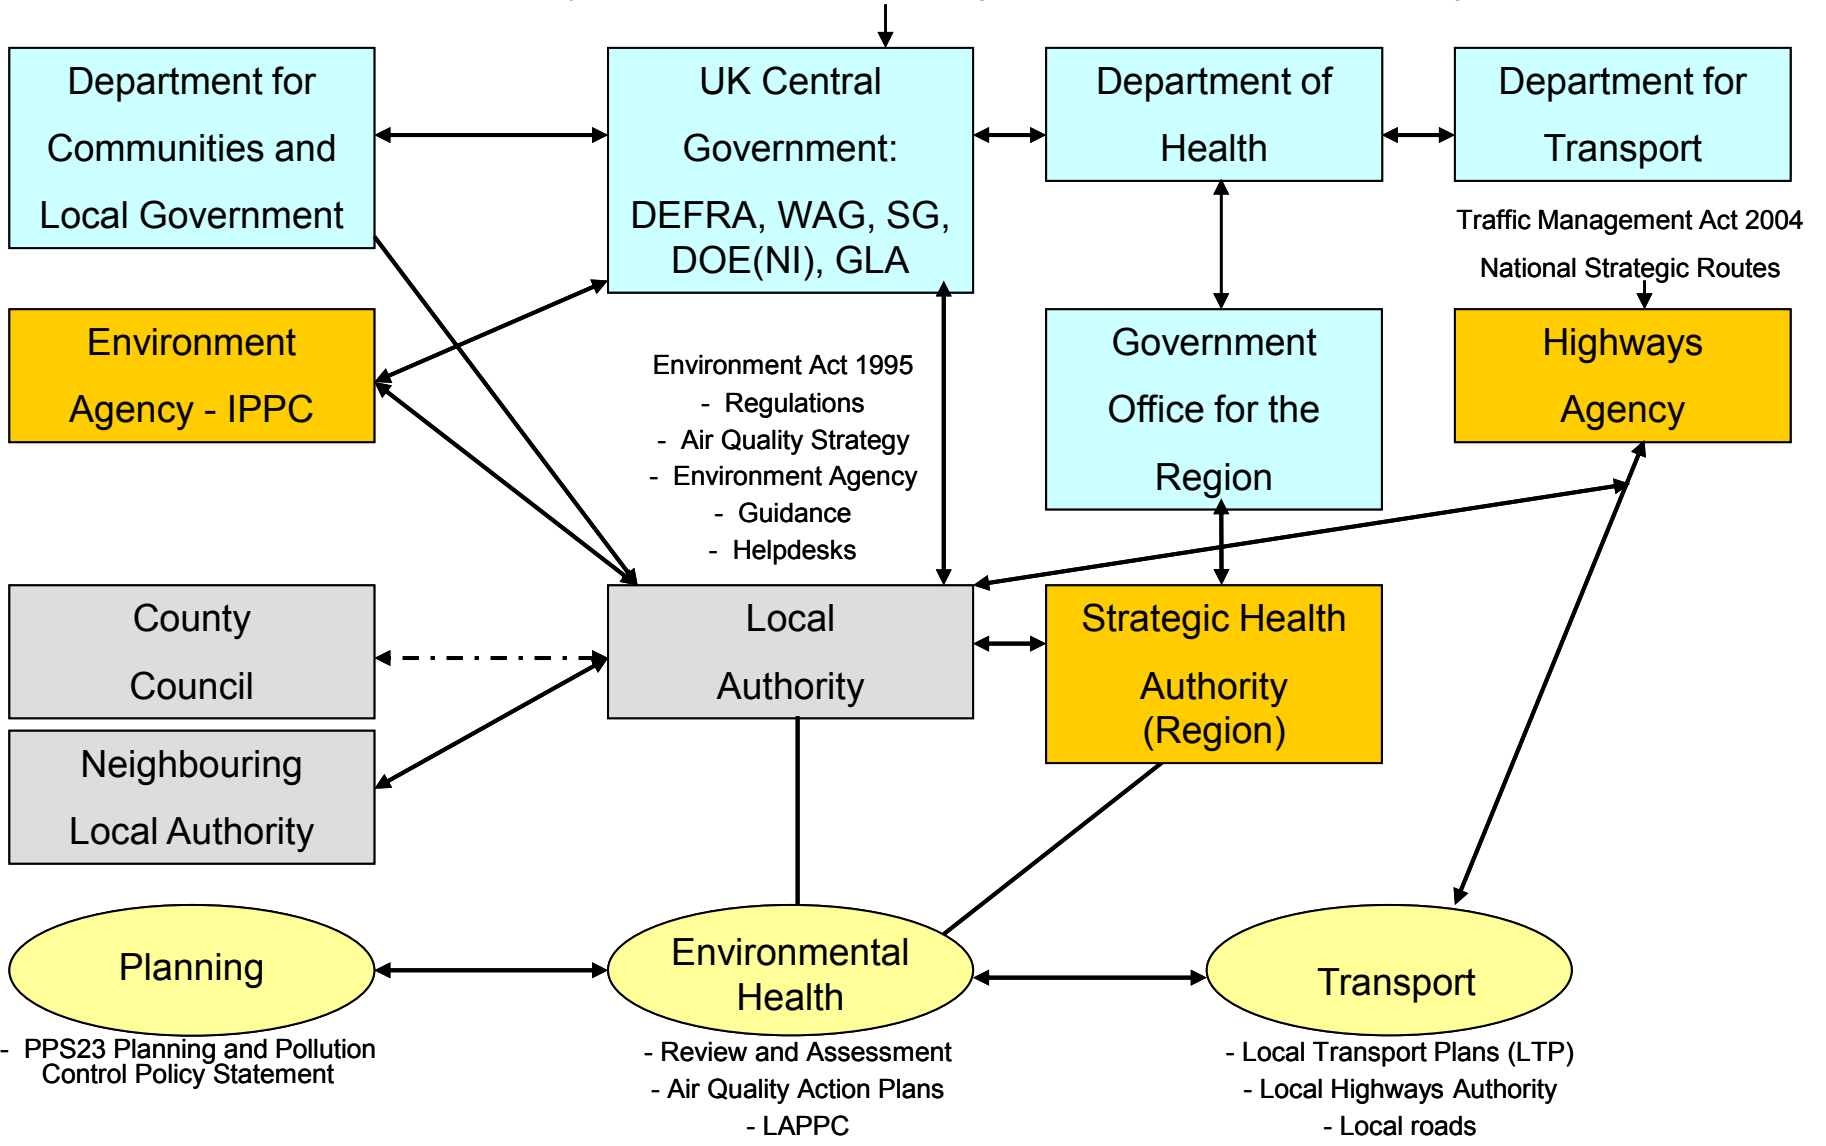 Department for
Communities and
Local Government
UK Central
Government:
DEFRA, WAG, SG,
DOE(NI), GLA
Department of
Health
Department for
Transport
Traffic Management Act 2004
National Strategic Routes
Environment
Agency - IPPC
Environment Act 1995
- Regulations
- Air Quality Strategy
- Environment Agency
- Guidance
- Helpdesks
Government
Office for the
Region
Highways
Agency
County
Council
Local
Authority
Strategic Health
Authority
(Region)
Neighbouring
Local Authority
Planning
Environmental
Health
Transport
- PPS23 Planning and Pollution
Control Policy Statement
- Review and Assessment
- Air Quality Action Plans
- LAPPC
- Local Transport Plans (LTP)
- Local Highways Authority
- Local roads